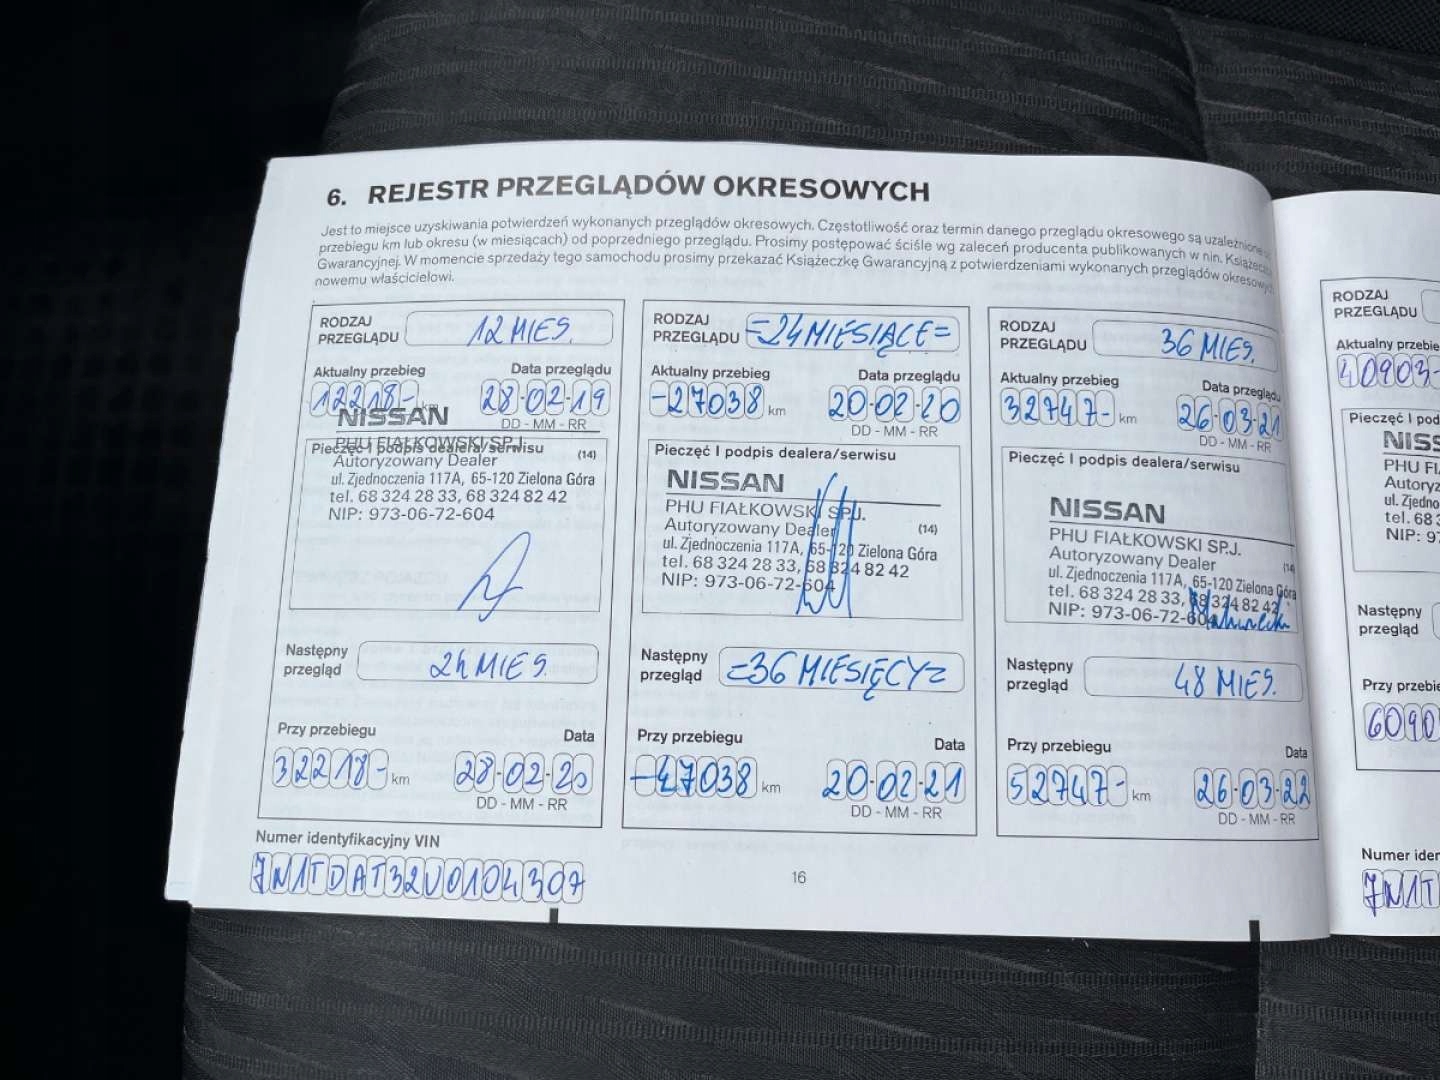 6. REJESTR PRZEGLĄDÓW OKRESOWYCH
Jest to miejsce uzyskiwania potwierdzeń wykonanych przeglądów okresowych. Częstotliwość oraz termin danego przeglądu okresowego są uzależnione od
przebiegu km lub okresu (w miesiącach) od poprzedniego przeglądu. Prosimy postępować ściśle wg zaleceń producenta publikowanych w nin. Książeczce
Gwarancyjnej. W momencie sprzedaży tego samochodu prosimy przekazać Książeczkę Gwarancyjną z potwierdzeniami wykonanych przeglądów okresowych
nowemu właścicielowi.
RODZAJ
PRZEGLĄDU 12 MIES.
Aktualny przebieg Data przeglądu
12218- km 28-02-19
DD - MM - RR
NISSAN
PHU FIAŁKOWSKI SP.J.
Pieczęć I podpis dealera/serwisu (14)
Autoryzowany Dealer
ul. Zjednoczenia 117A, 65-120 Zielona Góra
tel. 68 324 28 33, 68 324 82 42
NIP: 973-06-72-604
Następny
przegląd 24 MIES.
Przy przebiegu Data
32218- km 28-02-20
DD - MM - RR
RODZAJ
PRZEGLĄDU =24 MIESIĄCE=
Aktualny przebieg Data przeglądu
-27038 km 20-02-20
DD - MM - RR
Pieczęć I podpis dealera/serwisu
NISSAN
PHU FIAŁKOWSKI SP.J.
Autoryzowany Dealer (14)
ul. Zjednoczenia 117A, 65-120 Zielona Góra
tel. 68 324 28 33, 68 324 82 42
NIP: 973-06-72-604
Następny
przegląd =36 MIESIĘCY=
Przy przebiegu Data
-47038 km 20-02-21
DD - MM - RR
RODZAJ
PRZEGLĄDU 36 MIES.
Aktualny przebieg Data przeglądu
32747- km 26-03-21
DD - MM - RR
Pieczęć I podpis dealera/serwisu
NISSAN
PHU FIAŁKOWSKI SP.J.
Autoryzowany Dealer (14)
ul. Zjednoczenia 117A, 65-120 Zielona Góra
tel. 68 324 28 33, 68 324 82 42
NIP: 973-06-72-604
Następny
przegląd 48 MIES.
Przy przebiegu Data
52747- km 26-03-22
DD - MM - RR
Numer identyfikacyjny VIN
JN1TDAT32U0104307
16
RODZAJ
PRZEGLĄDU
Aktualny przebie
40903-
Pieczęć I pod
NISS
PHU FI
Autoryz
ul. Zjedno
tel. 68 3
NIP: 97
Następny
przegląd
Przy przebie
6090
Numer iden
JN1T